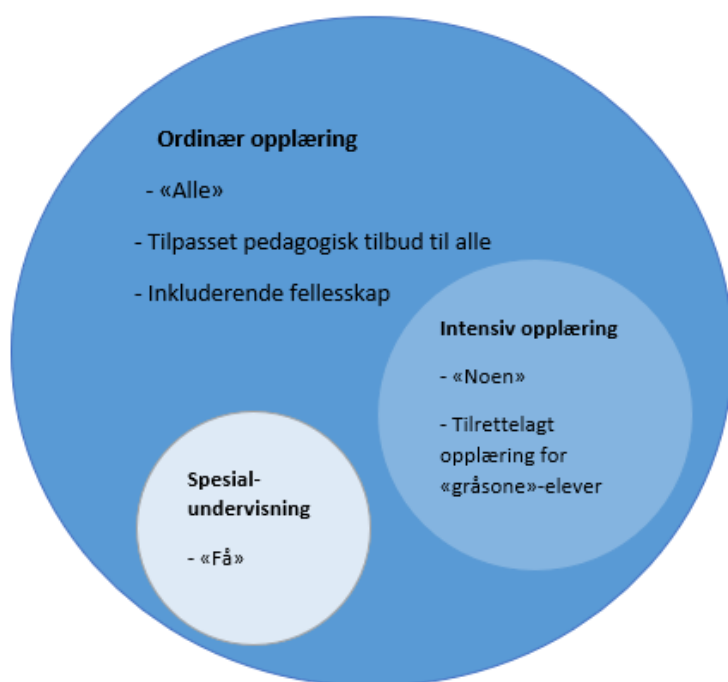 Ordinær opplæring
- «Alle»
- Tilpasset pedagogisk tilbud til alle
- Inkluderende fellesskap
Intensiv opplæring
- «Noen»
- Tilrettelagt
opplæring for
«gråsone»-elever
Spesial-
undervisning
- «Få»